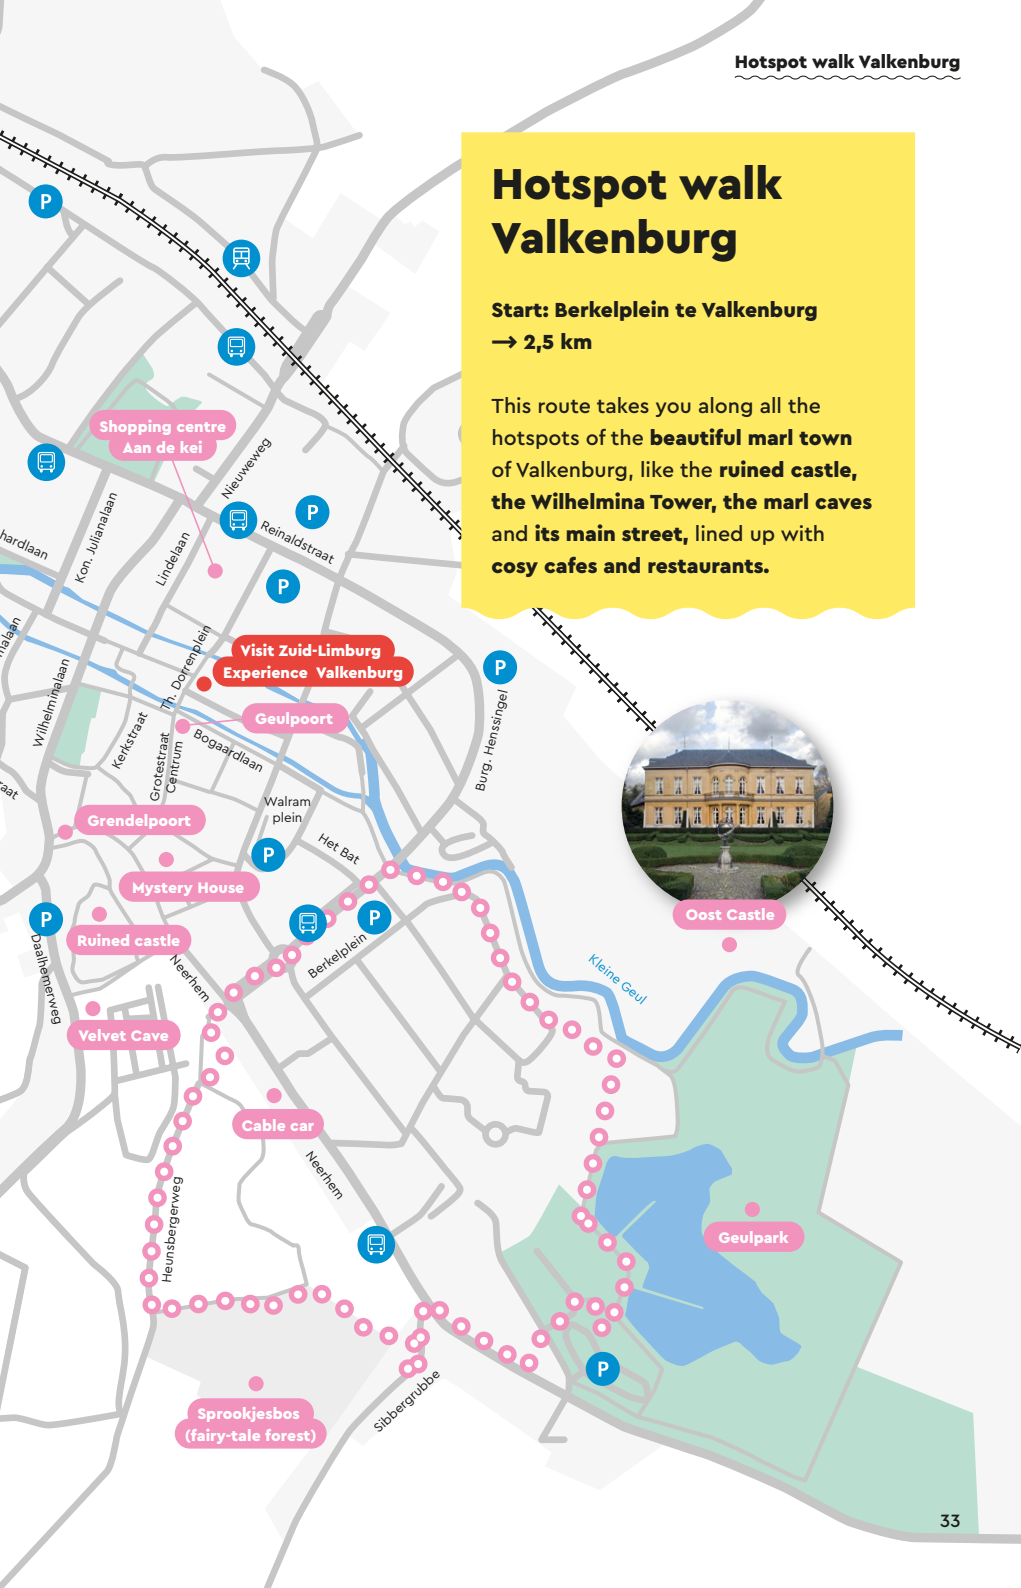 Hotspot walk Valkenburg
Hotspot walk
Valkenburg
Start: Berkelplein te Valkenburg
→ 2,5 km
This route takes you along all the
hotspots of the beautiful marl town
of Valkenburg, like the ruined castle,
the Wilhelmina Tower, the marl caves
and its main street, lined up with
cosy cafes and restaurants.
P
Shopping centre
Aan de kei
Nieuweweg
P
Reinaldstraat
Kon. Julianalaan
hardlaan
Lindelaan
P
nalaan
Th. Dorrenplein
Visit Zuid-Limburg
Experience Valkenburg
P
Wilhelminalaan
Geulpoort
Burg. Henssingel
Kerkstraat
Grotestraat
Centrum
Bogaardlaan
raat
Walram
plein
Grendelpoort
Het Bat
P
Mystery House
P
P
Oost Castle
Ruined castle
Berkelplein
Daalhemerweg
Neerhem
Kleine Geul
Velvet Cave
Cable car
Neerhem
Heunsbergerweg
Geulpark
P
Sibbergrubbe
Sprookjesbos
(fairy-tale forest)
33